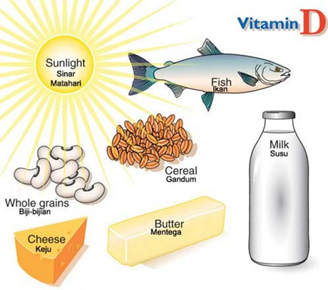 Vitamin D
Sunlight
Sinar
Matahari
Fish
Ikan
Cereal
Gandum
Milk
Susu
Whole grains
Biji-bijian
Butter
Mentega
Cheese
Keju